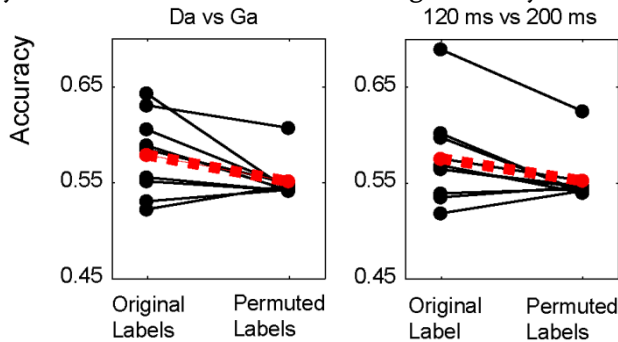 Da vs Ga
120 ms vs 200 ms
Accuracy
0.65
0.55
0.45
0.65
0.55
0.45
Original
Labels
Permuted
Labels
Original
Label
Permuted
Labels